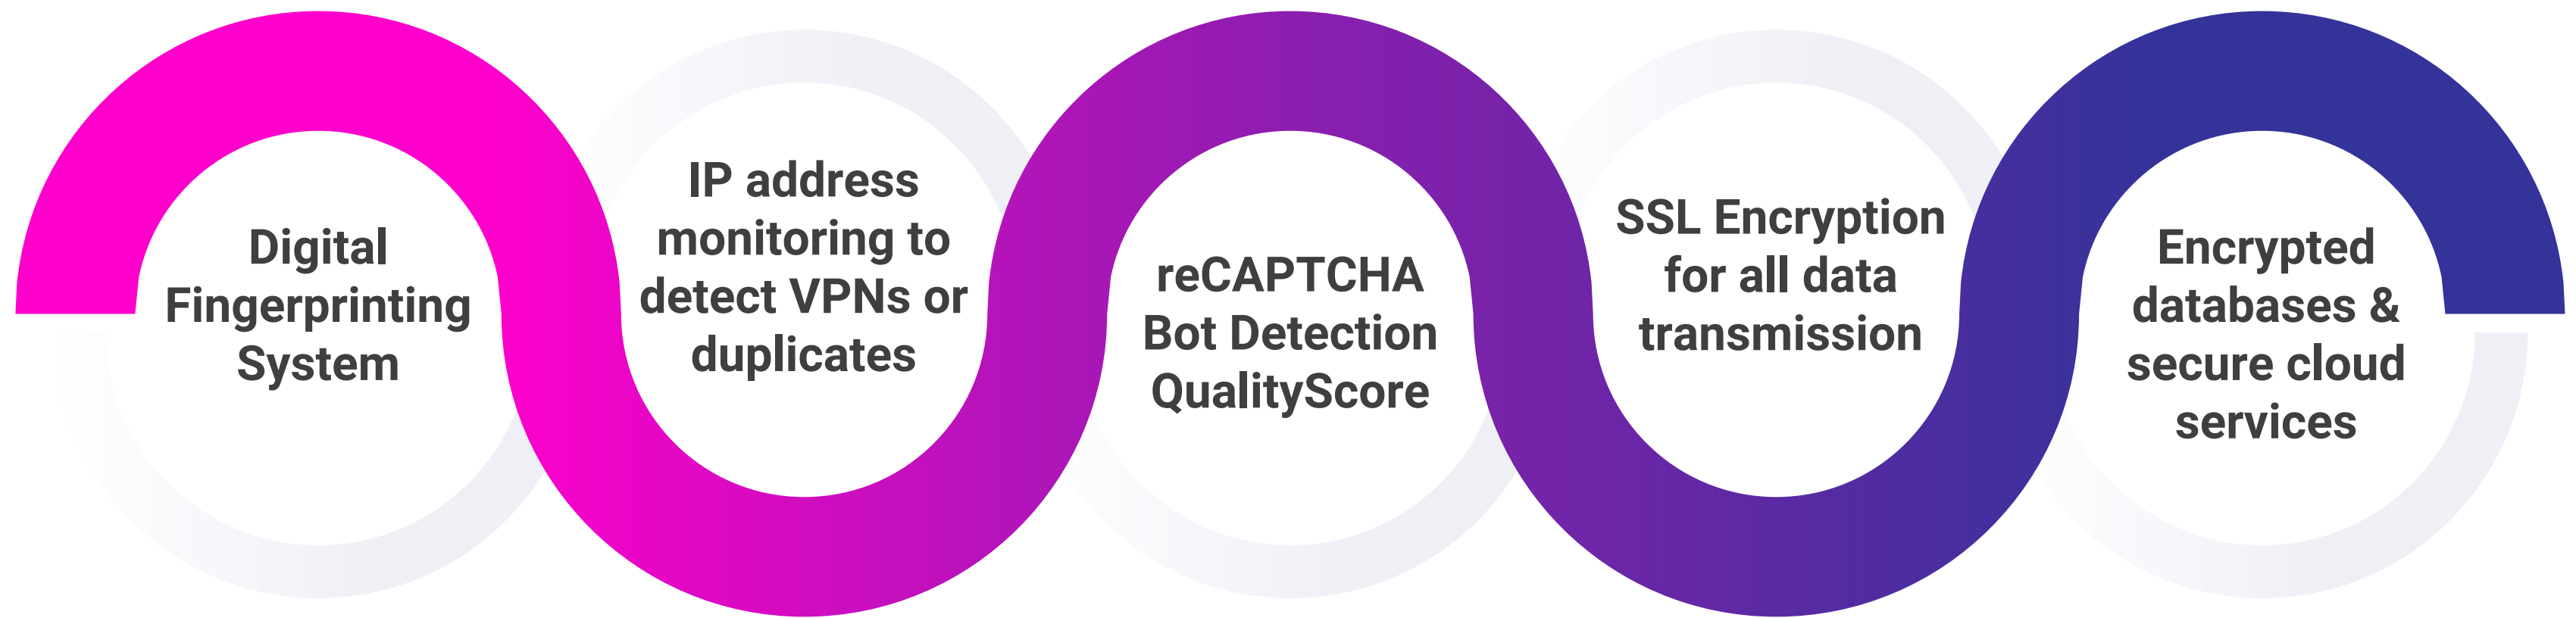 Digital
Fingerprinting
System
IP address
monitoring to
detect VPNs or
duplicates
reCAPTCHA
Bot Detection
QualityScore
SSL Encryption
for all data
transmission
Encrypted
databases &
secure cloud
services